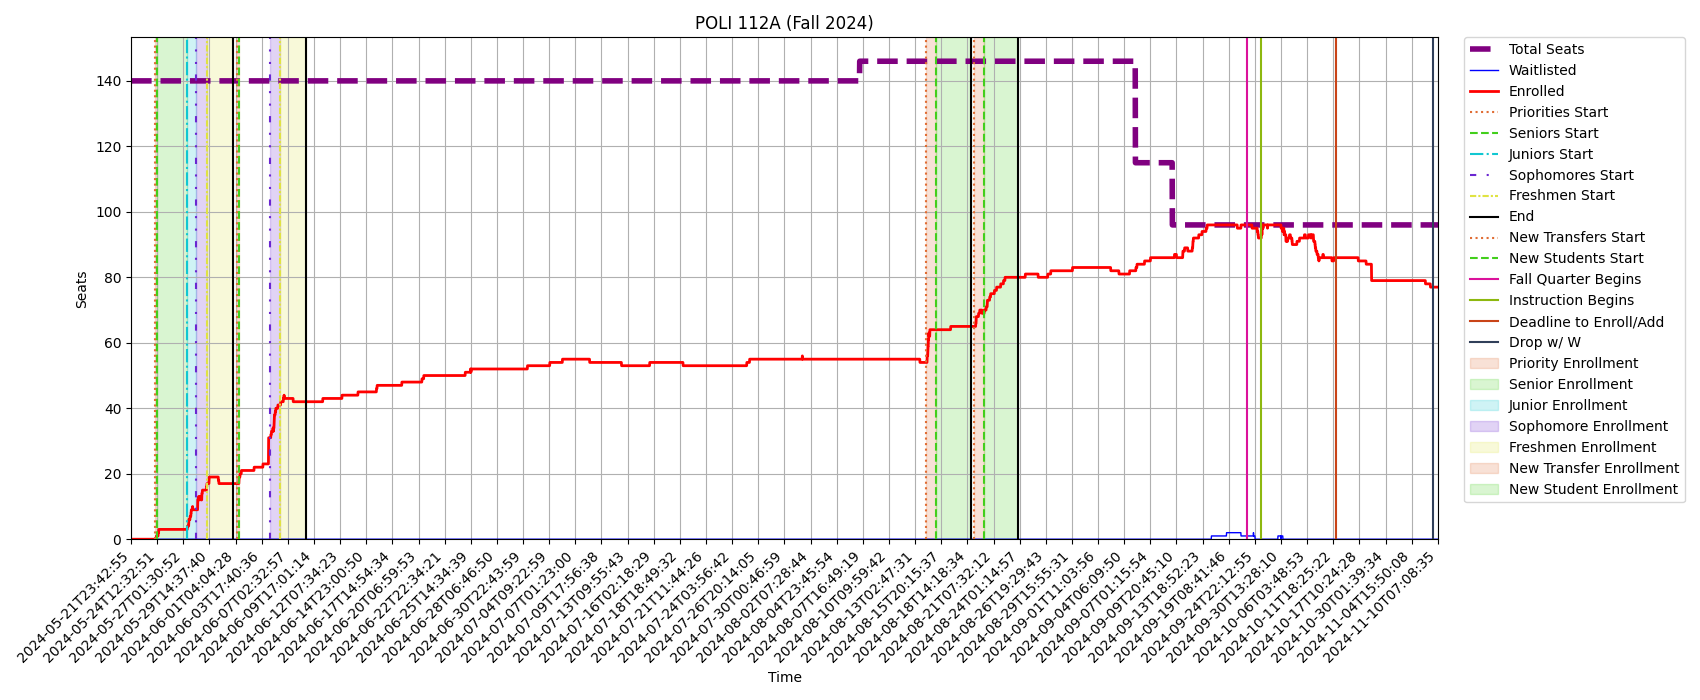 POLI 112A (Fall 2024)
Seats
140
120
100
80
60
40
20
0
2024-05-21T23:42:55
2024-05-24T12:32:51
2024-05-27T01:30:52
2024-05-29T14:37:40
2024-06-01T04:04:28
2024-06-03T17:40:36
2024-06-07T02:32:57
2024-06-09T17:01:14
2024-06-12T07:34:23
2024-06-14T23:00:50
2024-06-17T14:54:34
2024-06-20T06:59:53
2024-06-22T22:34:21
2024-06-25T14:34:39
2024-06-28T06:46:50
2024-06-30T22:43:59
2024-07-04T09:22:59
2024-07-07T01:23:00
2024-07-09T17:56:38
2024-07-13T09:55:43
2024-07-16T02:18:29
2024-07-18T18:49:32
2024-07-21T11:44:26
2024-07-24T03:56:42
2024-07-26T20:14:05
2024-07-30T00:46:59
2024-08-02T07:28:44
2024-08-04T23:45:54
2024-08-07T16:49:19
2024-08-10T09:59:42
2024-08-13T02:47:31
2024-08-15T20:15:37
2024-08-18T14:18:34
2024-08-21T07:32:12
2024-08-24T01:14:57
2024-08-26T19:29:43
2024-08-29T15:55:31
2024-09-01T11:03:56
2024-09-04T06:09:50
2024-09-07T01:15:54
2024-09-09T20:45:10
2024-09-13T18:52:23
2024-09-19T08:41:46
2024-09-24T22:12:55
2024-09-30T13:28:10
2024-10-06T03:48:53
2024-10-11T18:25:22
2024-10-17T10:24:28
2024-10-30T01:39:34
2024-11-04T15:50:08
2024-11-10T07:08:35
Time
Total Seats
Waitlisted
Enrolled
Priorities Start
Seniors Start
Juniors Start
Sophomores Start
Freshmen Start
End
New Transfers Start
New Students Start
Fall Quarter Begins
Instruction Begins
Deadline to Enroll/Add
Drop w/ W
Priority Enrollment
Senior Enrollment
Junior Enrollment
Sophomore Enrollment
Freshmen Enrollment
New Transfer Enrollment
New Student Enrollment